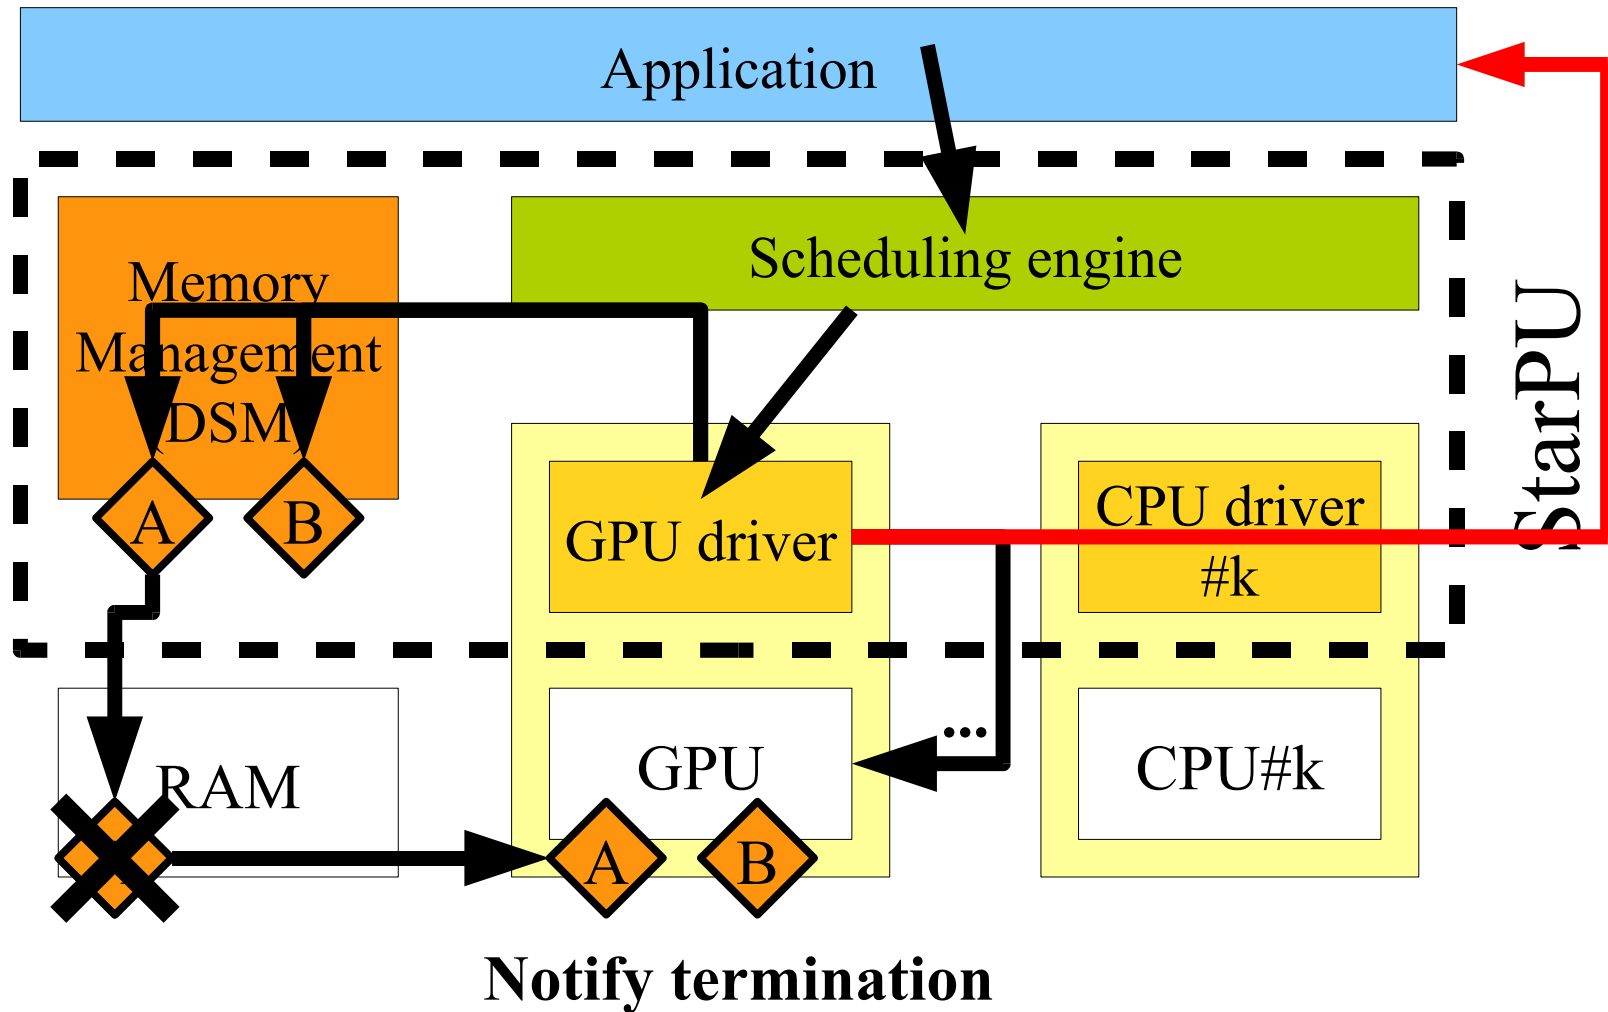 Application
Memory
Management
(DSM)
Scheduling engine
StarPU
A
B
GPU driver
CPU driver
#k
RAM
GPU
...
CPU#k
A
B
Notify termination